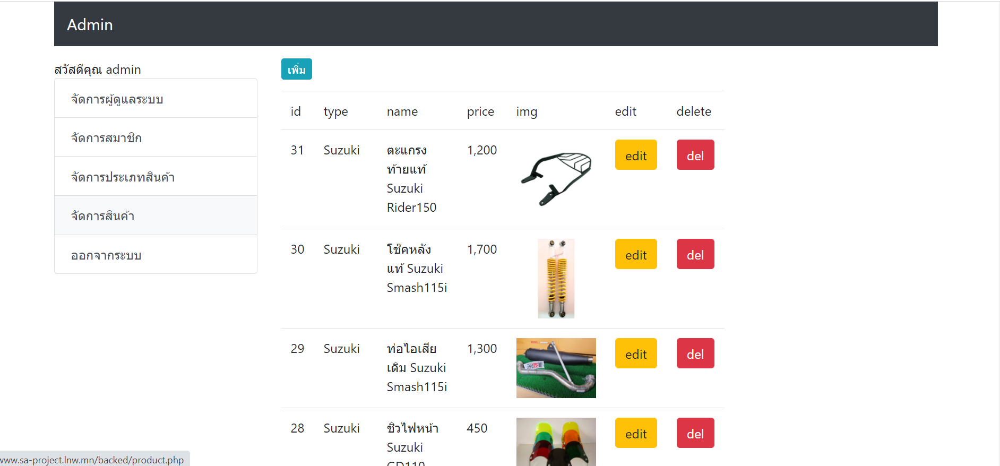 Admin
สวัสดีคุณ admin
จัดการผู้ดูแลระบบ
จัดการสมาชิก
จัดการประเภทสินค้า
จัดการสินค้า
ออกจากระบบ
เพิ่ม
id type name price img edit delete
31 Suzuki ตะแกรง 1,200 edit del
ท้ายแท้
Suzuki
Rider150
30 Suzuki โช๊คหลัง 1,700 edit del
แท้ Suzuki
Smash115i
29 Suzuki ท่อไอเสีย 1,300 edit del
เดิม Suzuki
Smash115i
28 Suzuki ชิวไฟหน้า 450 edit del
Suzuki
GD110
www.sa-project.lnw.mn/backed/product.php